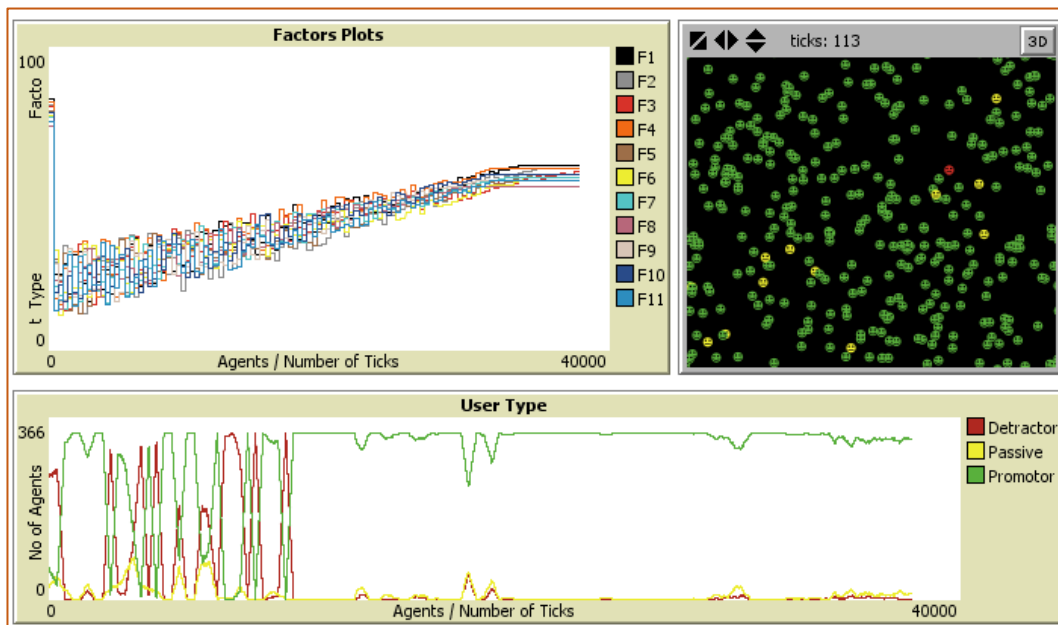 Factors Plots
100
Facto
t Type
0
0
Agents / Number of Ticks
40000
F1
F2
F3
F4
F5
F6
F7
F8
F9
F10
F11
ticks: 113
3D
User Type
366
No of Agents
0
0
Agents / Number of Ticks
40000
Detractor
Passive
Promotor